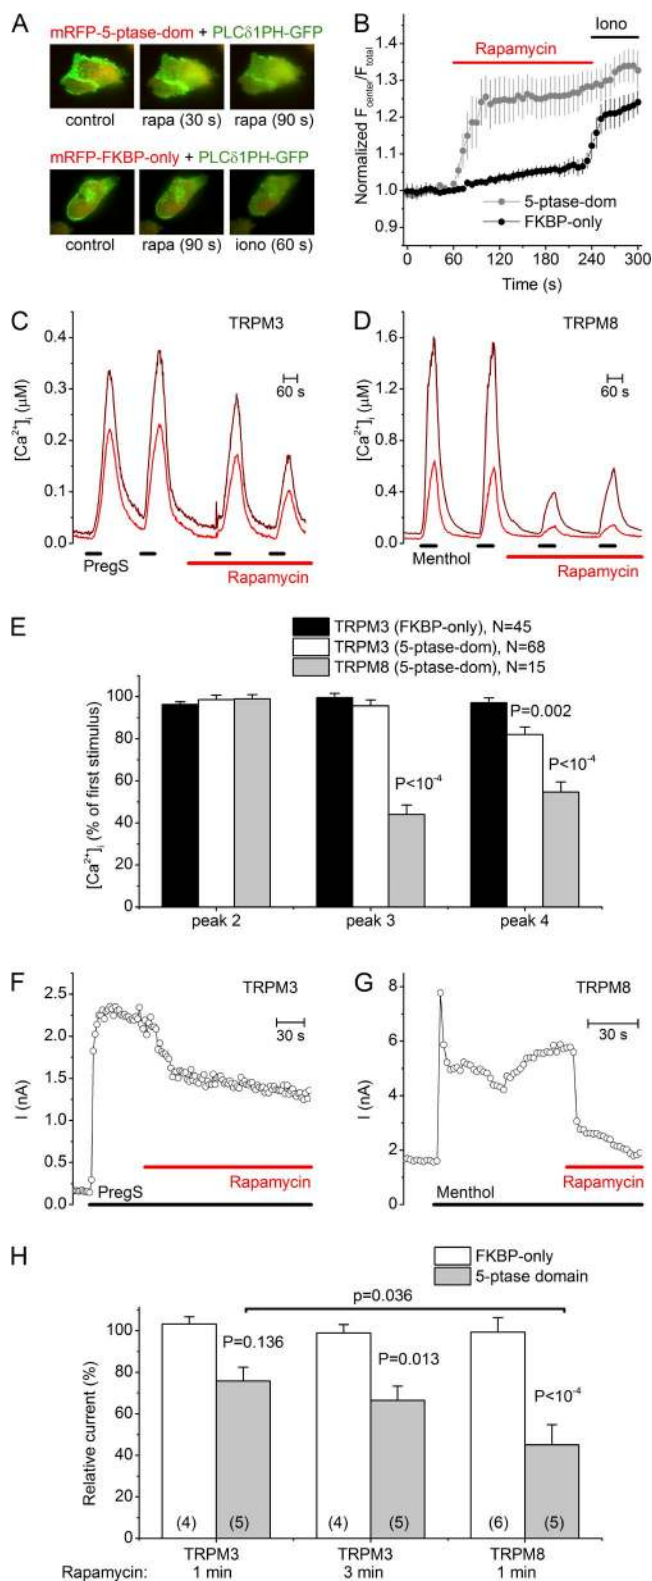 A
mRFP-5-ptase-dom + PLCδ1PH-GFP
control
rapa (30 s)
rapa (90 s)
mRFP-FKBP-only + PLCδ1PH-GFP
control
rapa (90 s)
iono (60 s)
B
Iono
Rapamycin
Normalized Fcenter/Ftotal
1.4
1.3
1.2
1.1
1.0
0.9
5-ptase-dom
FKBP-only
0 60 120 180 240 300
Time (s)
C
TRPM3
[Ca²⁺]i (μM)
0.4
0.3
0.2
0.1
0.0
60 s
PregS
Rapamycin
D
TRPM8
[Ca²⁺]i (μM)
1.6
1.2
0.8
0.4
0.0
60 s
Menthol
Rapamycin
E
TRPM3 (FKBP-only), N=45
TRPM3 (5-ptase-dom), N=68
TRPM8 (5-ptase-dom), N=15
[Ca²⁺]i (% of first stimulus)
100
80
60
40
20
0
P<10⁻⁴
P=0.002
P<10⁻⁴
peak 2 peak 3 peak 4
F
TRPM3
I (nA)
2.5
2.0
1.5
1.0
0.5
0.0
30 s
Rapamycin
PregS
G
TRPM8
I (nA)
8
6
4
2
0
30 s
Rapamycin
Menthol
H
FKBP-only
5-ptase domain
p=0.036
Relative current (%)
100
80
60
40
20
0
P=0.136
P=0.013
P<10⁻⁴
(4) (5) (4) (5) (6) (5)
TRPM3 TRPM3 TRPM8
Rapamycin: 1 min 3 min 1 min